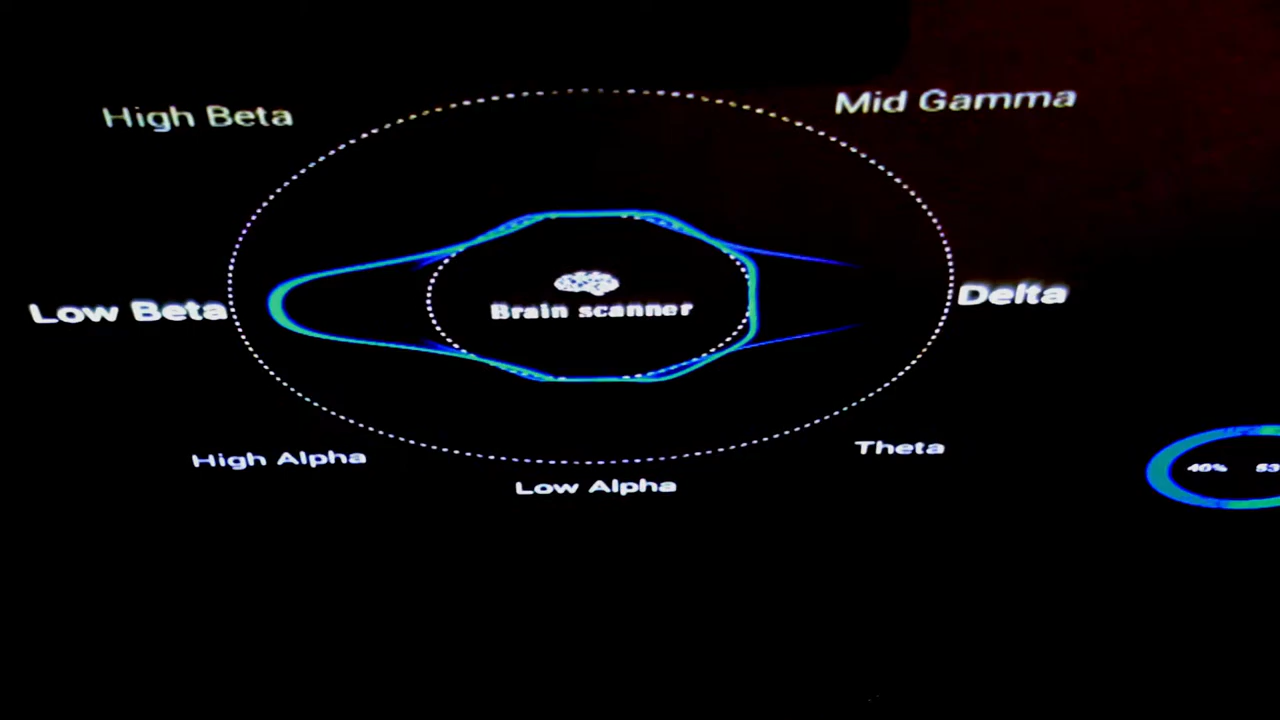 High Beta
Mid Gamma
Low Beta
Delta
Brain scanner
High Alpha
Theta
Low Alpha
40%